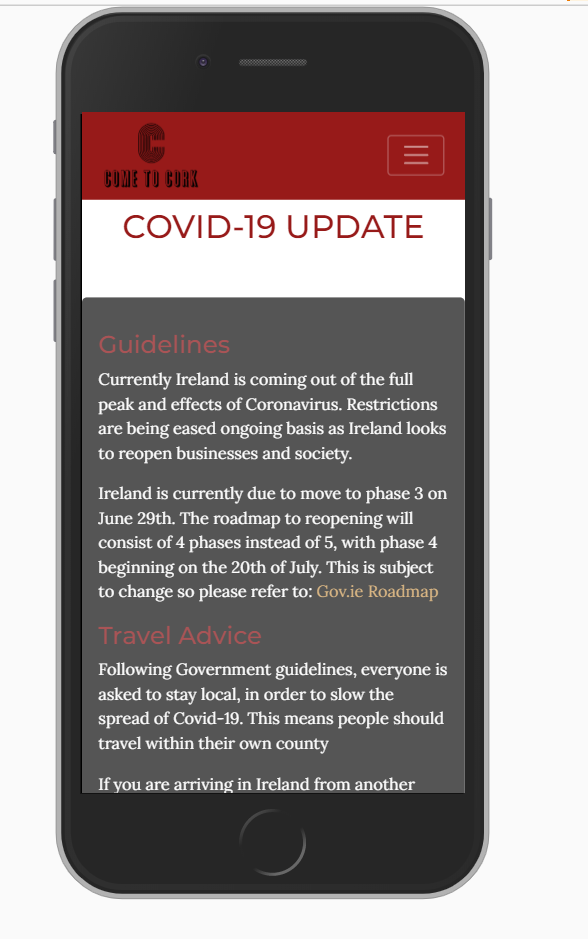 C
COME TO CORK
COVID-19 UPDATE
Guidelines
Currently Ireland is coming out of the full
peak and effects of Coronavirus. Restrictions
are being eased ongoing basis as Ireland looks
to reopen businesses and society.
Ireland is currently due to move to phase 3 on
June 29th. The roadmap to reopening will
consist of 4 phases instead of 5, with phase 4
beginning on the 20th of July. This is subject
to change so please refer to: Gov.ie Roadmap
Travel Advice
Following Government guidelines, everyone is
asked to stay local, in order to slow the
spread of Covid-19. This means people should
travel within their own county
If you are arriving in Ireland from another